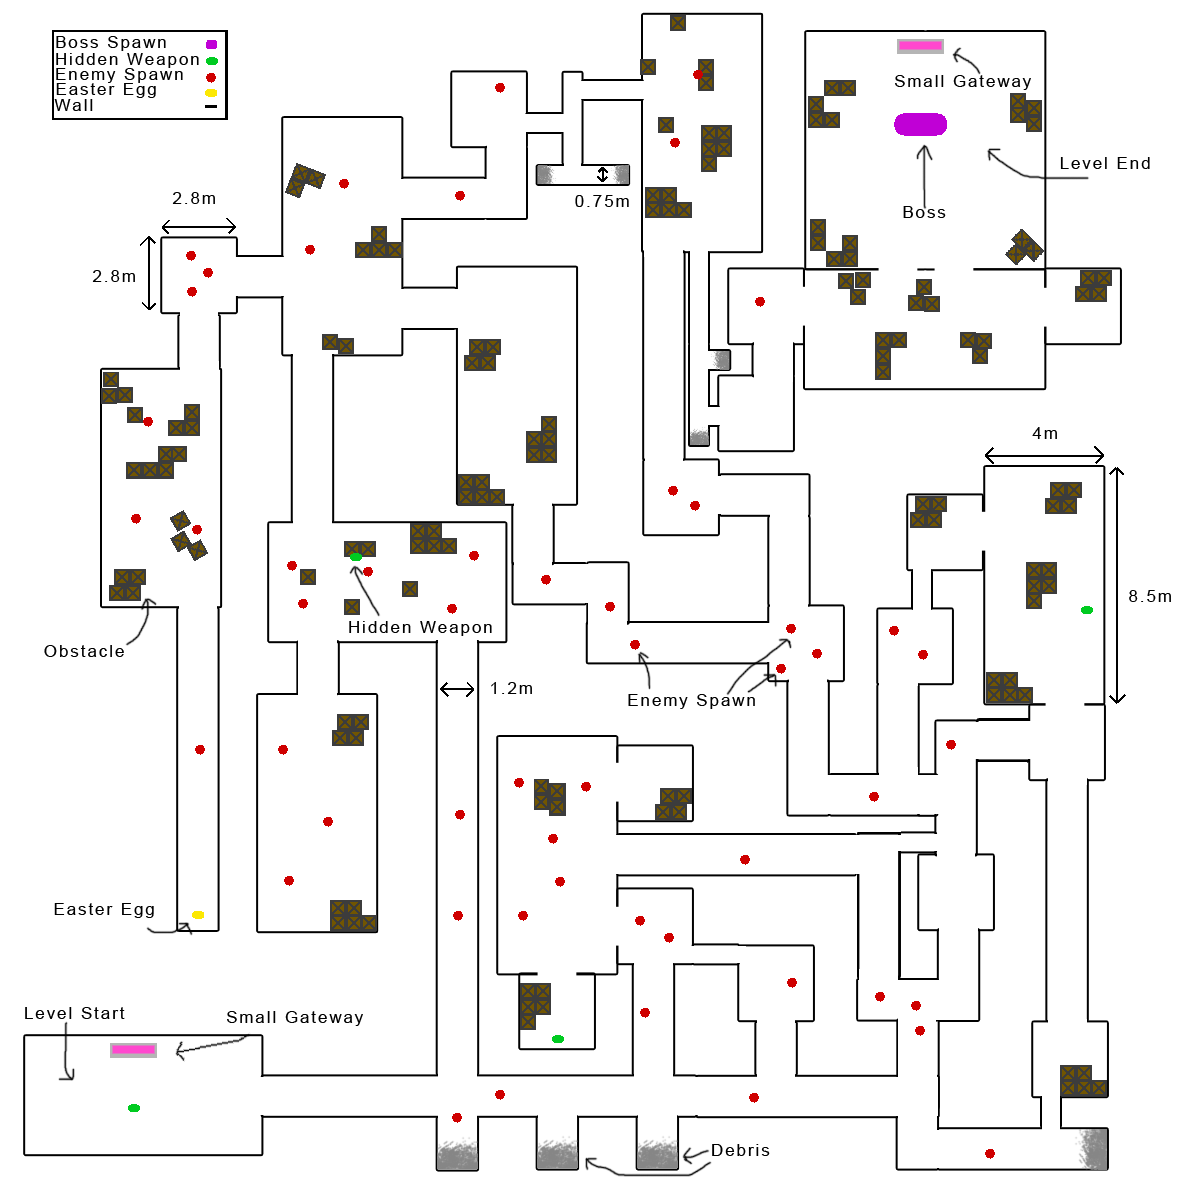 Boss Spawn
Hidden Weapon
Enemy Spawn
Easter Egg
Wall
Small Gateway
Level End
Boss
0.75m
2.8m
2.8m
4m
8.5m
Hidden Weapon
Obstacle
1.2m
Enemy Spawn
Easter Egg
Level Start
Small Gateway
Debris